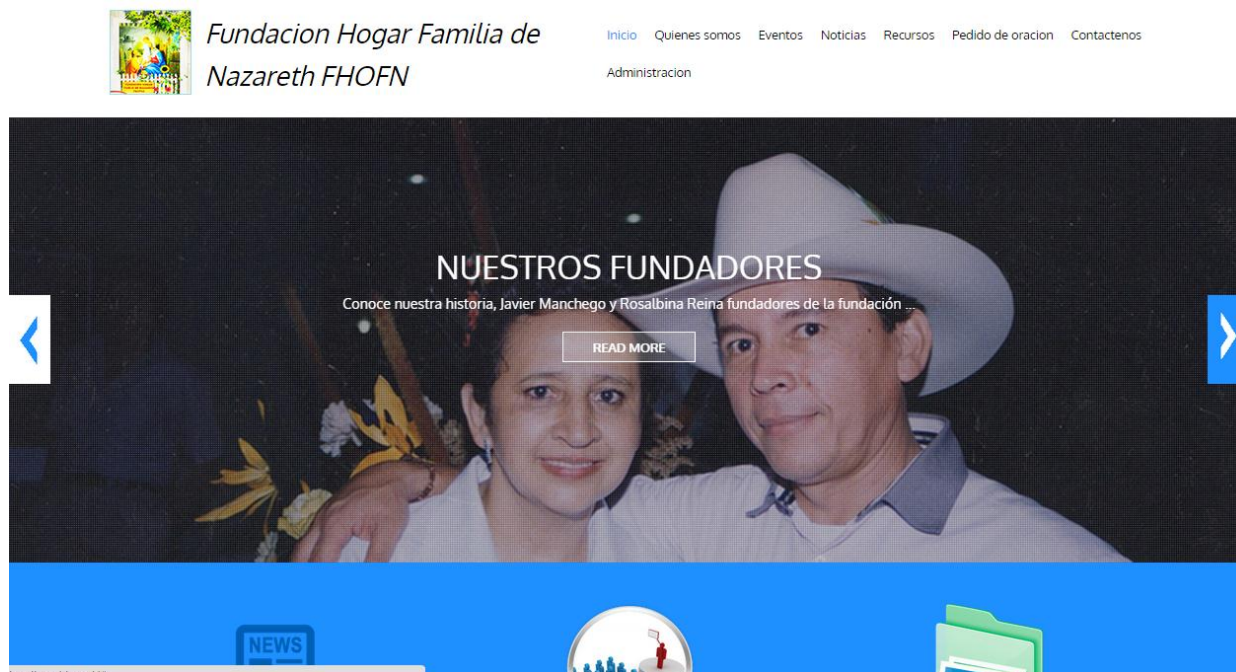 Fundacion Hogar Familia de
Nazareth FHOFN
Inicio Quienes somos Eventos Noticias Recursos Pedido de oracion Contactenos
Administracion
NUESTROS FUNDADORES
Conoce nuestra historia, Javier Manchego y Rosalbina Reina fundadores de la fundación ...
READ MORE
NEWS